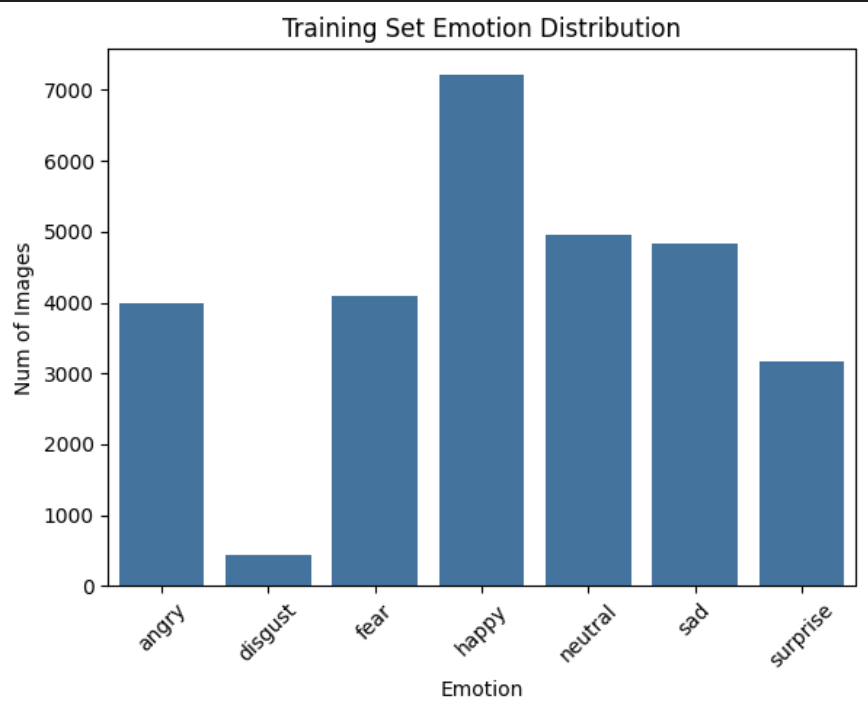 Training Set Emotion Distribution
Num of Images
7000
6000
5000
4000
3000
2000
1000
0
angry
disgust
fear
happy
neutral
sad
surprise
Emotion